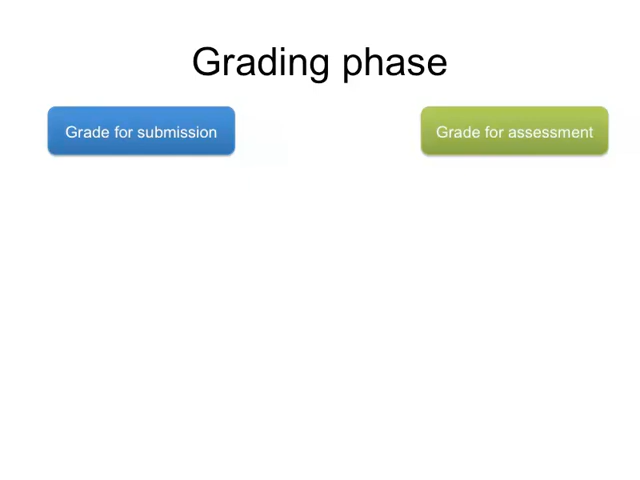 Grading phase
Grade for submission
Grade for assessment